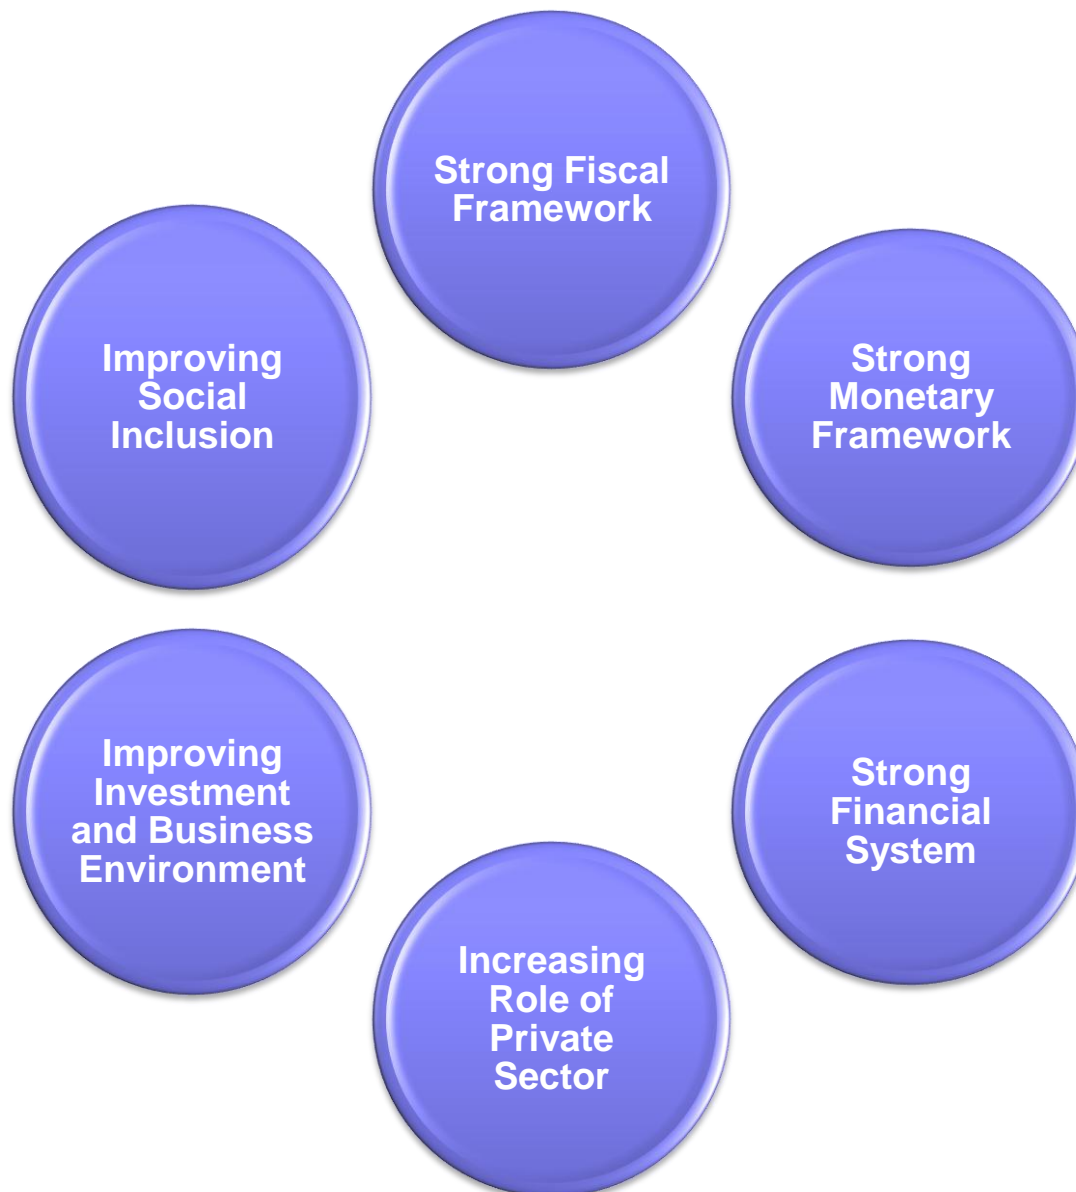 Strong Fiscal
Framework
Strong
Monetary
Framework
Strong
Financial
System
Increasing
Role of
Private
Sector
Improving
Investment
and Business
Environment
Improving
Social
Inclusion